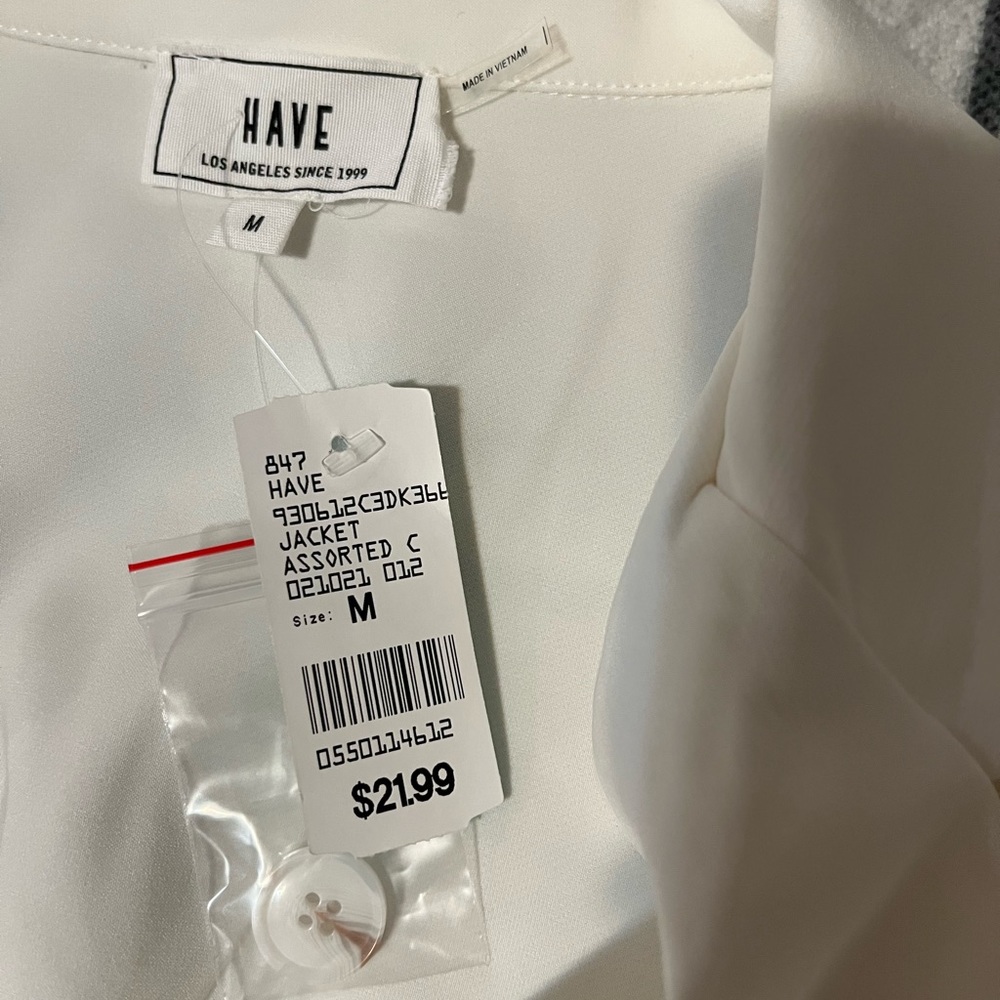 HAVE
LOS ANGELES SINCE 1999
MADE IN VIETNAM
M
847
HAVE
930612C3DK366
JACKET
ASSORTED C
021021 012
Size: M
0550114612
$21.99